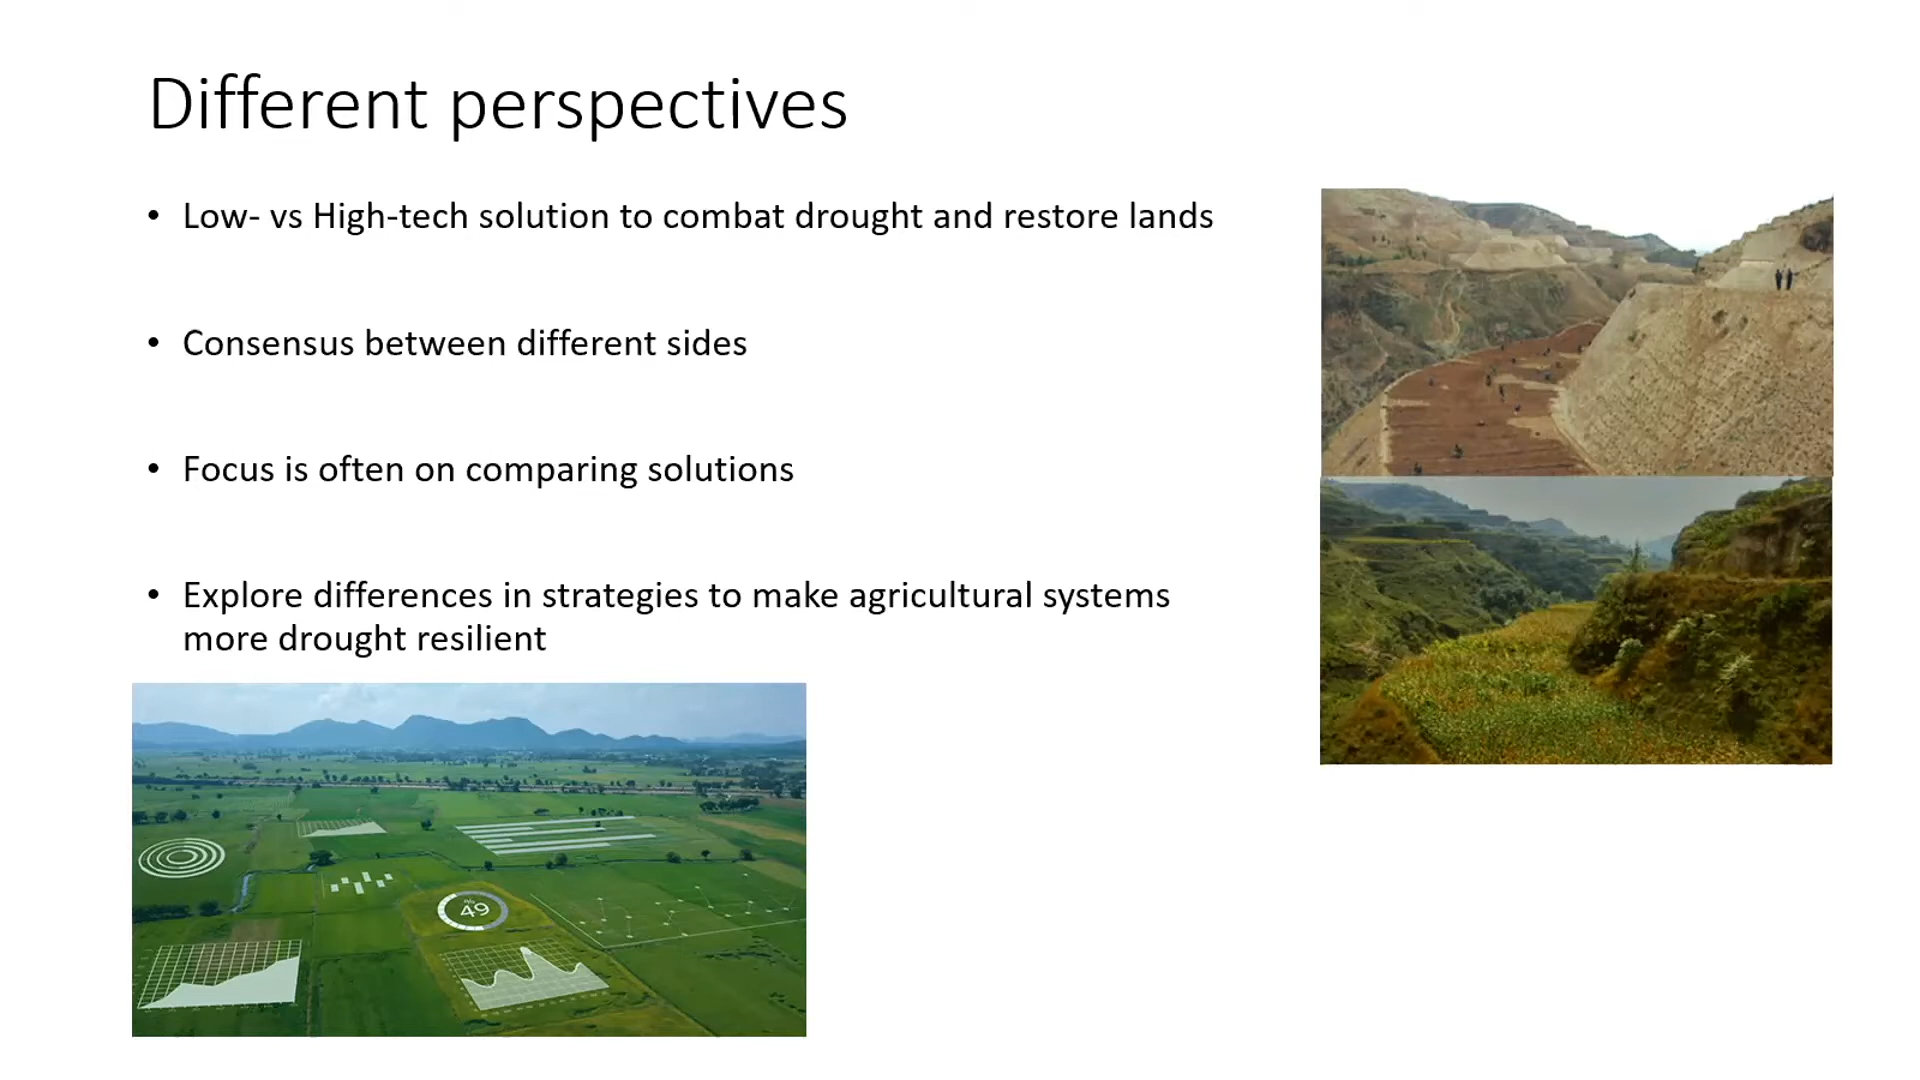 Different perspectives
• Low- vs High-tech solution to combat drought and restore lands
• Consensus between different sides
• Focus is often on comparing solutions
• Explore differences in strategies to make agricultural systems
more drought resilient
%
49